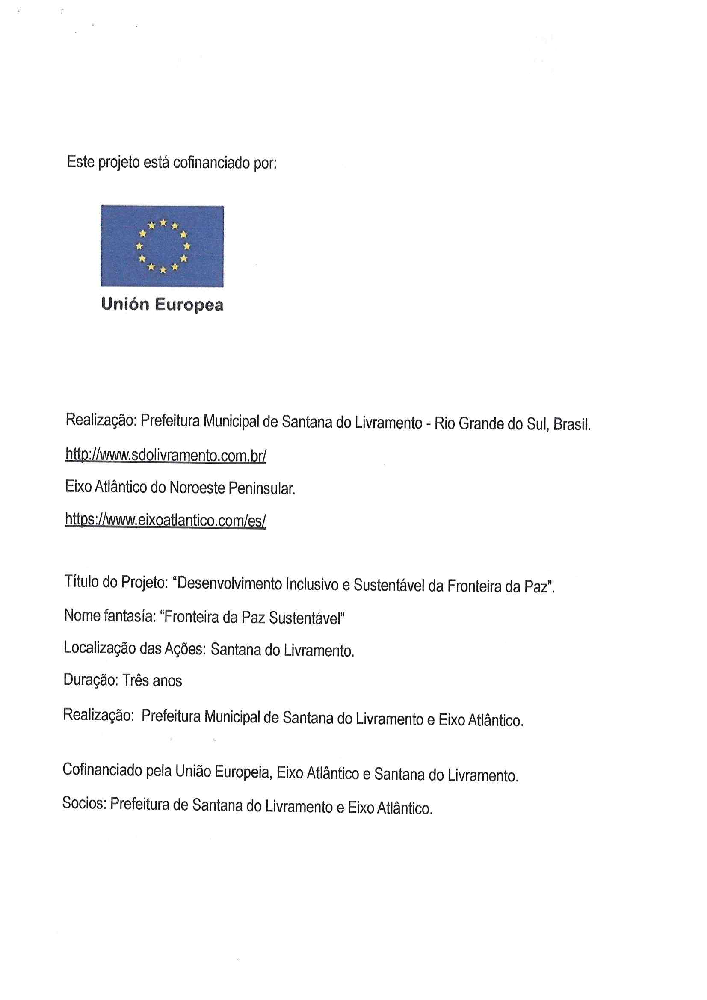 Este projeto está cofinanciado por:
Unión Europea
Realização: Prefeitura Municipal de Santana do Livramento - Rio Grande do Sul, Brasil.
http://www.sdolivramento.com.br/
Eixo Atlântico do Noroeste Peninsular.
https://www.eixoatlantico.com/es/
Título do Projeto: “Desenvolvimento Inclusivo e Sustentável da Fronteira da Paz”.
Nome fantasía: “Fronteira da Paz Sustentável”
Localização das Ações: Santana do Livramento.
Duração: Três anos
Realização: Prefeitura Municipal de Santana do Livramento e Eixo Atlântico.
Cofinanciado pela União Europeia, Eixo Atlântico e Santana do Livramento.
Socios: Prefeitura de Santana do Livramento e Eixo Atlântico.